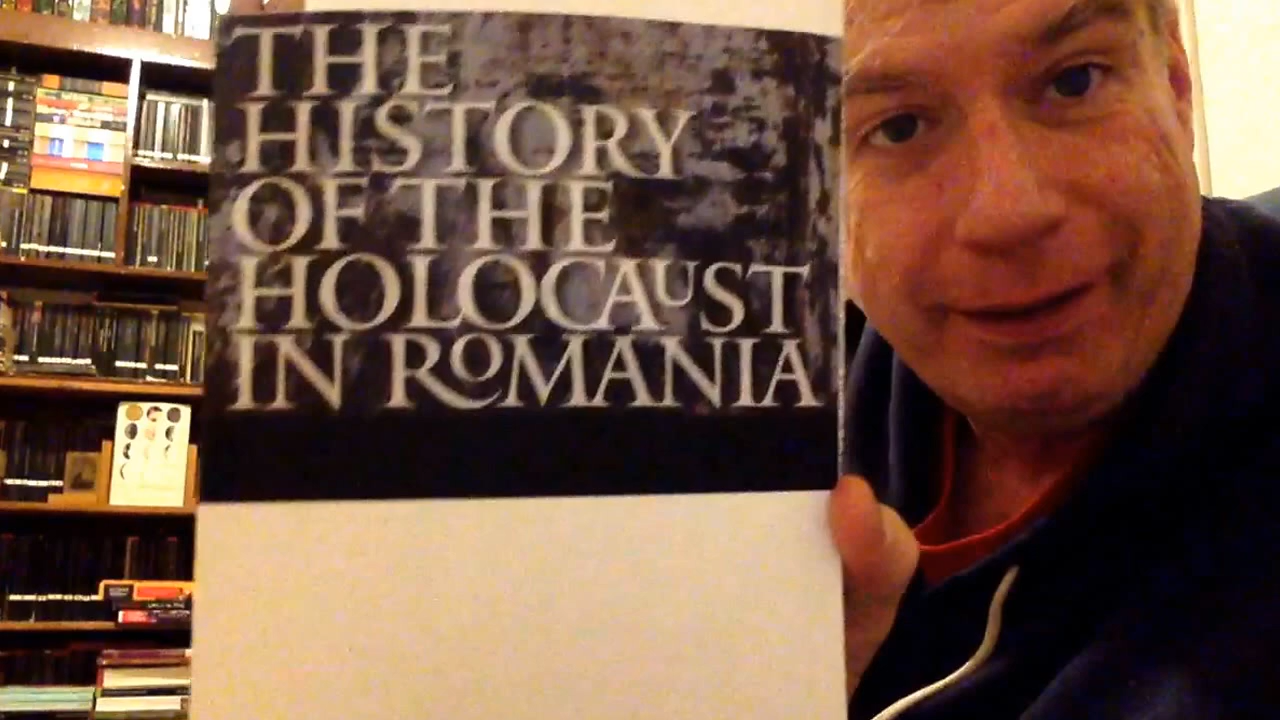 THE
HISTORY
OF THE
HOLOCAUST
IN ROMANIA